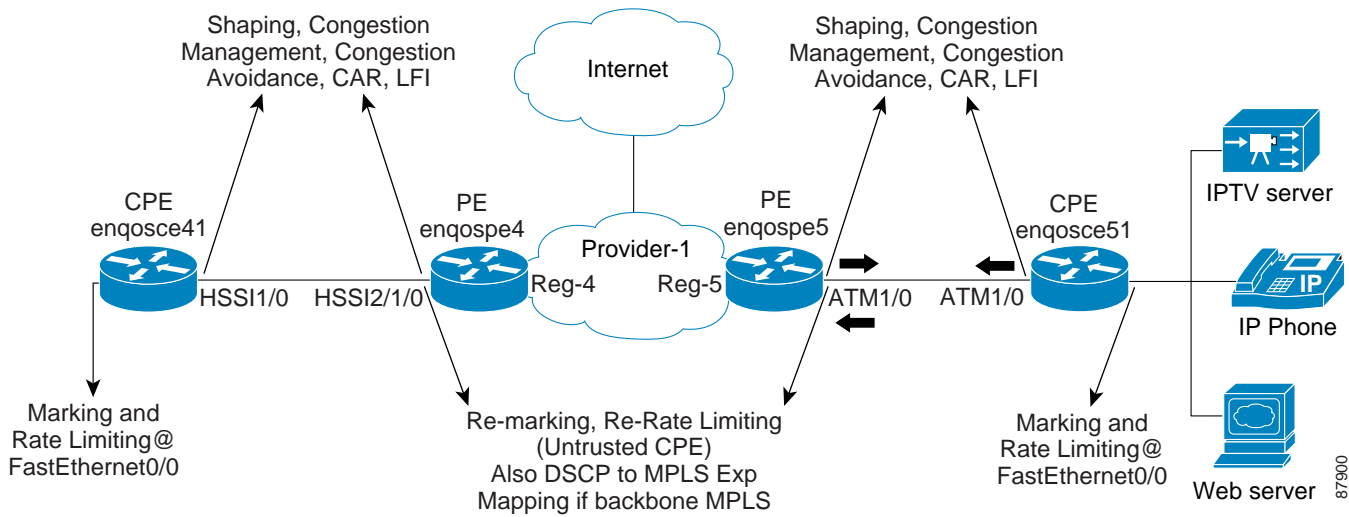 Shaping, Congestion
Management, Congestion
Avoidance, CAR, LFI
Internet
Shaping, Congestion
Management, Congestion
Avoidance, CAR, LFI
IPTV server
CPE
enqosce41
PE
enqospe4
Provider-1
PE
enqospe5
CPE
enqosce51
HSSI1/0
HSSI2/1/0
Reg-4
Reg-5
ATM1/0
ATM1/0
IP
IP Phone
Marking and
Rate Limiting@
FastEthernet0/0
Re-marking, Re-Rate Limiting
(Untrusted CPE)
Also DSCP to MPLS Exp
Mapping if backbone MPLS
Marking and
Rate Limiting@
FastEthernet0/0
Web server
87900